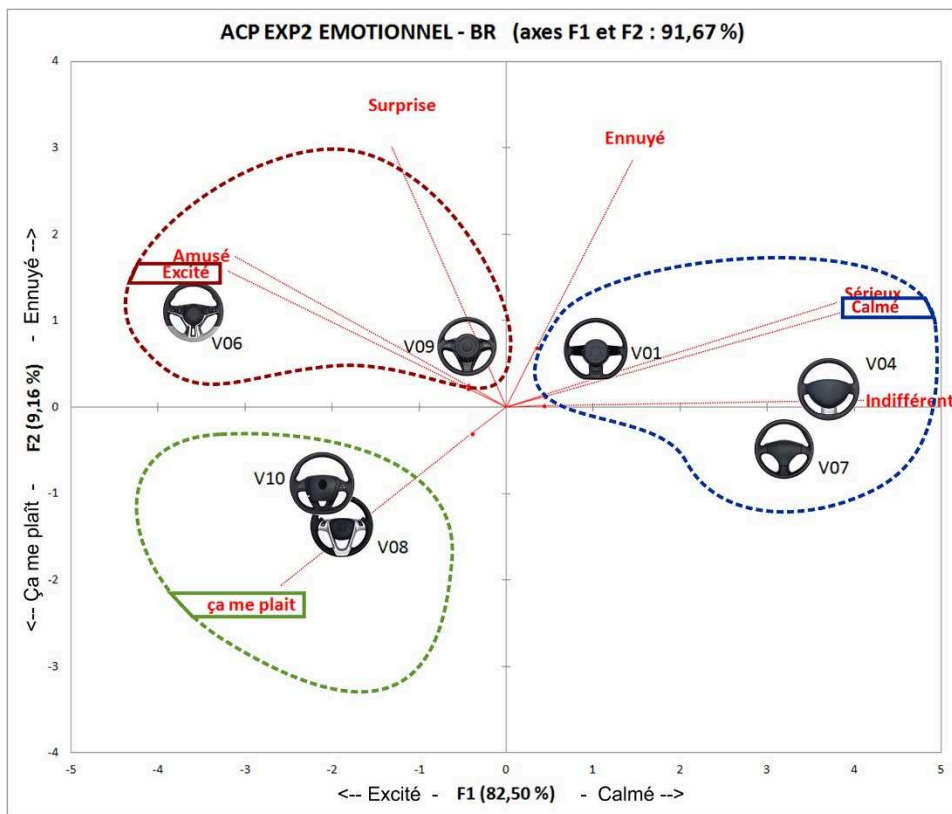 ACP EXP2 EMOTIONNEL - BR (axes F1 et F2 : 91,67 %)
4
3
2
1
0
-1
-2
-3
-4
<-- Ça me plaît - F2 (9,16 %) - Ennuyé -->
Surprise
Ennuyé
Amusé
Excité
Sérieux
Calmé
V06
V09
V01
V04
Indifférent
V07
V10
V08
ça me plait
-5
-4
-3
-2
-1
0
1
2
3
4
5
<-- Excité - F1 (82,50 %) - Calmé -->